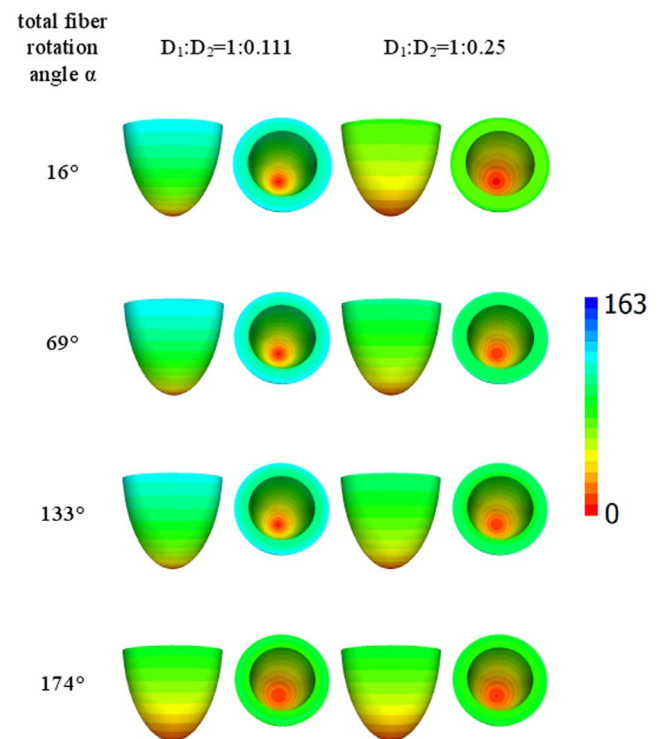 total fiber
rotation
angle α
D₁:D₂=1:0.111
D₁:D₂=1:0.25
16°
69°
163
0
133°
174°